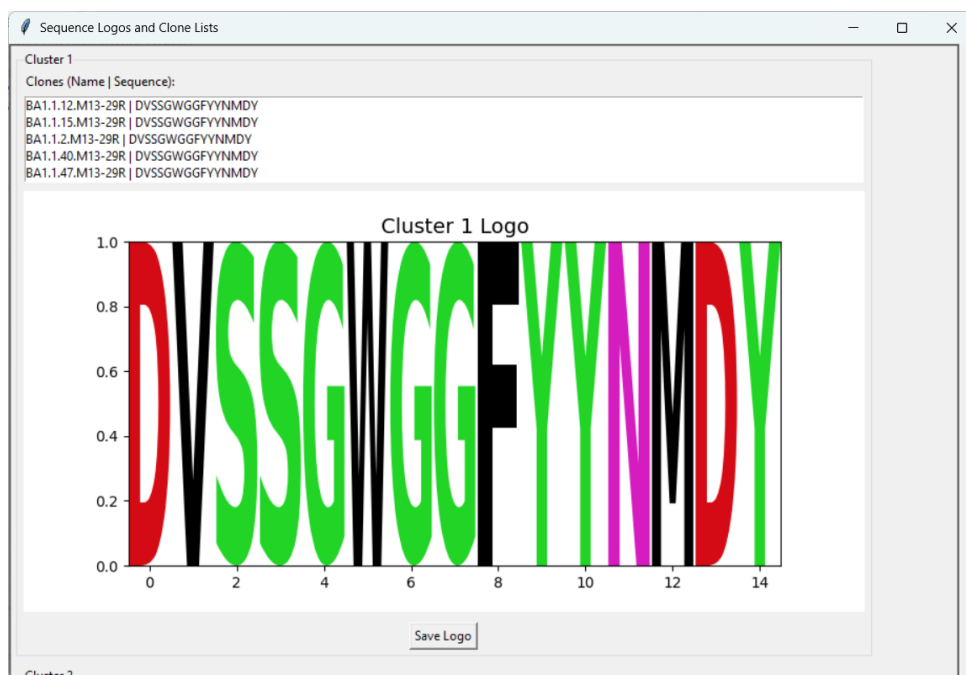 Sequence Logos and Clone Lists
Cluster 1
Clones (Name | Sequence):
BA1.1.12.M13-29R | DVSSGWGGFYYNMDY
BA1.1.15.M13-29R | DVSSGWGGFYYNMDY
BA1.1.2.M13-29R | DVSSGWGGFYYNMDY
BA1.1.40.M13-29R | DVSSGWGGFYYNMDY
BA1.1.47.M13-29R | DVSSGWGGFYYNMDY
Cluster 1 Logo
1.0
0.8
0.6
0.4
0.2
0.0
DVSSGWGGFYYNMDY
0 2 4 6 8 10 12 14
Save Logo
Cluster 2